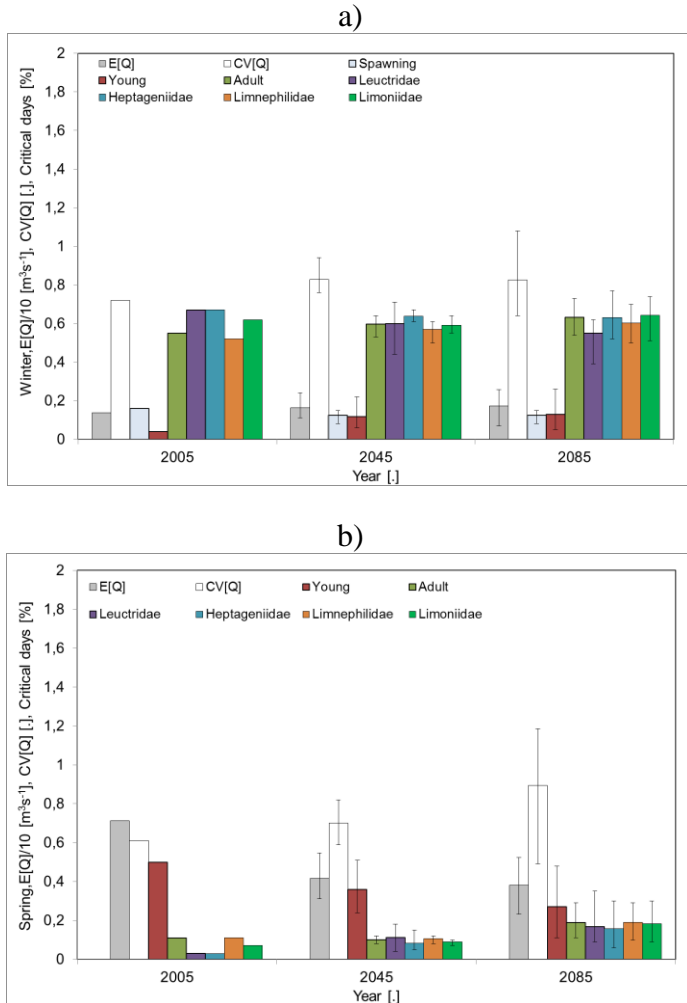 a)
Winter,E[Q]/10 [m³s⁻¹], CV[Q] [.], Critical days [%]
2
1,8
1,6
1,4
1,2
1
0,8
0,6
0,4
0,2
0
E[Q] CV[Q] Spawning
Young Adult Leuctridae
Heptageniidae Limnephilidae Limoniidae
2005 2045 2085
Year [.]
b)
Spring,E[Q]/10 [m³s⁻¹], CV[Q] [.], Critical days [%]
2
1,8
1,6
1,4
1,2
1
0,8
0,6
0,4
0,2
0
E[Q] CV[Q] Young Adult
Leuctridae Heptageniidae Limnephilidae Limoniidae
2005 2045 2085
Year [.]